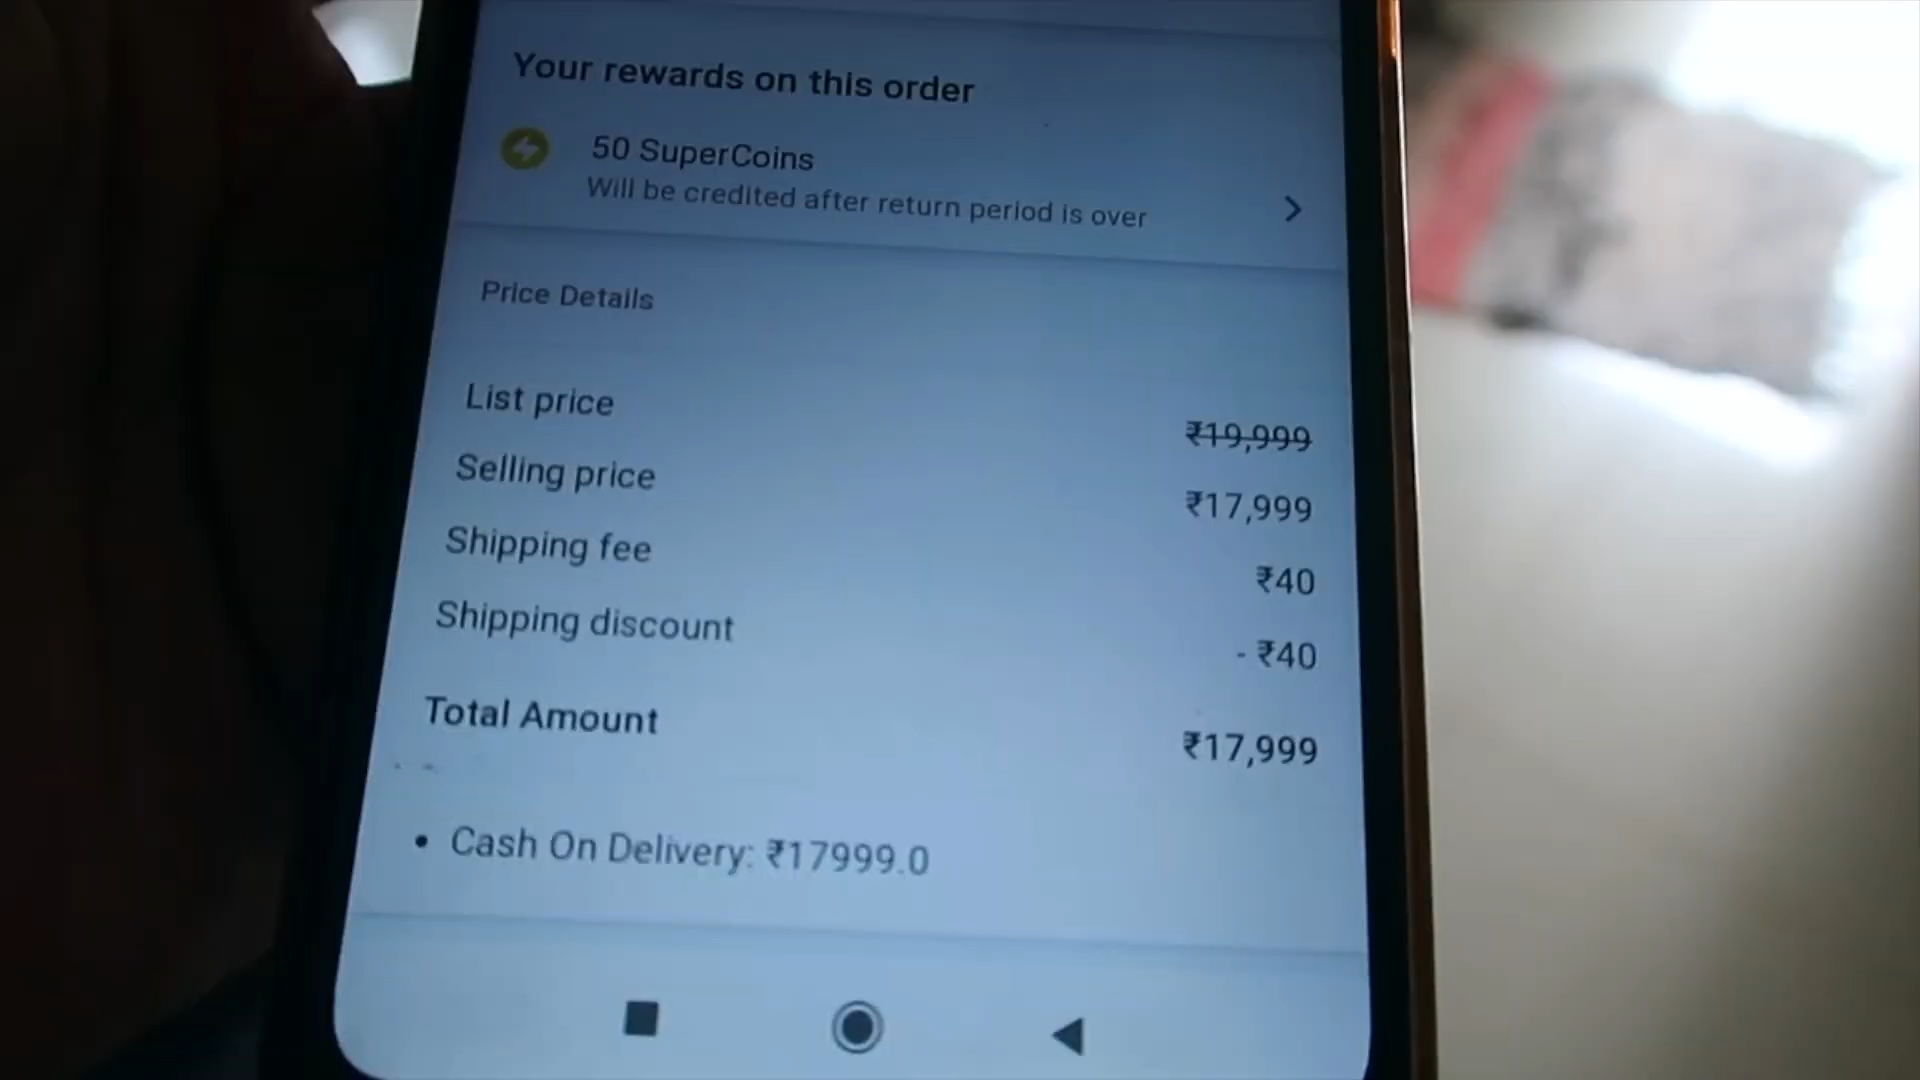 Your rewards on this order
50 SuperCoins
Will be credited after return period is over
Price Details
List price ₹19,999
Selling price ₹17,999
Shipping fee ₹40
Shipping discount - ₹40
Total Amount ₹17,999
• Cash On Delivery: ₹17999.0